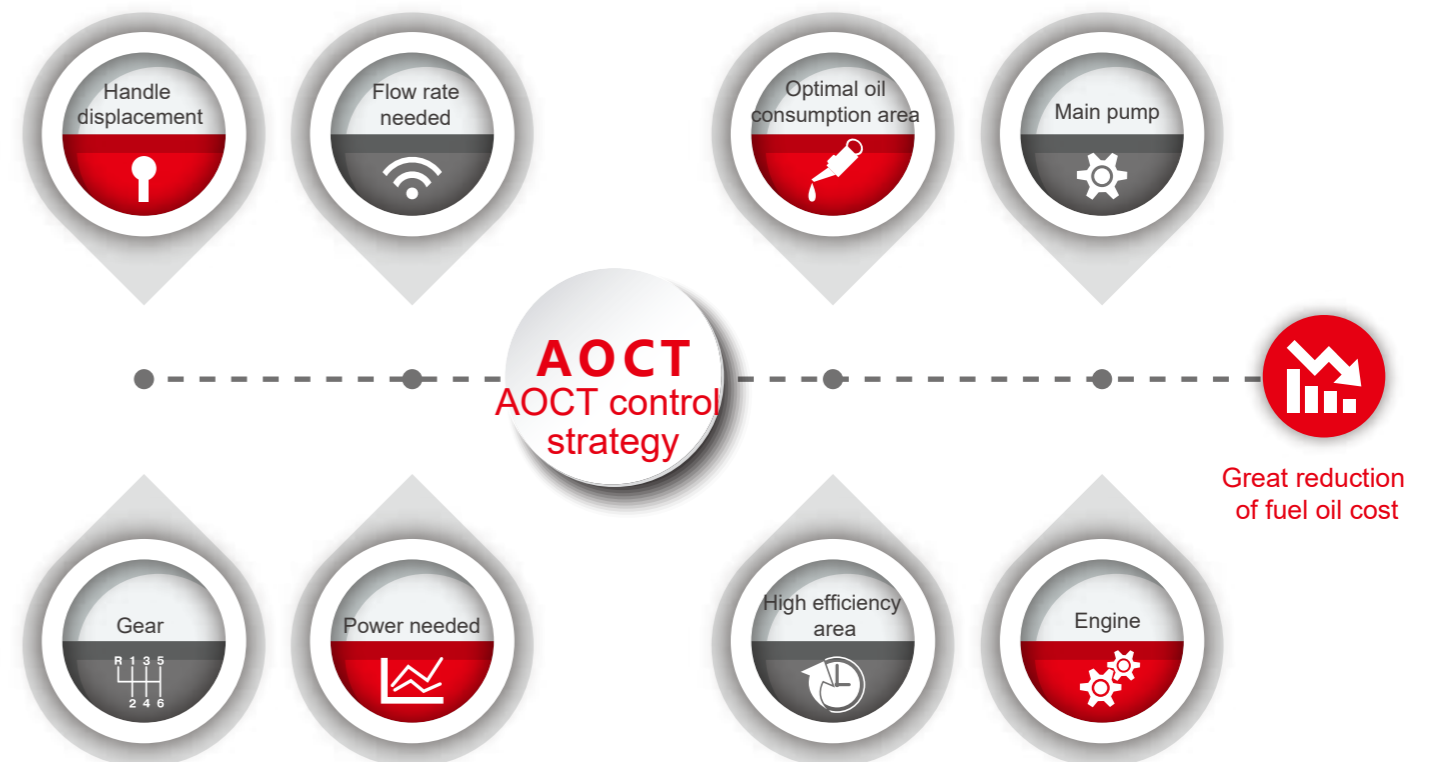 Handle
displacement
Flow rate
needed
Optimal oil
consumption area
Main pump
AOCT
AOCT control
strategy
Great reduction
of fuel oil cost
Gear
R 1 3 5
2 4 6
Power needed
High efficiency
area
Engine